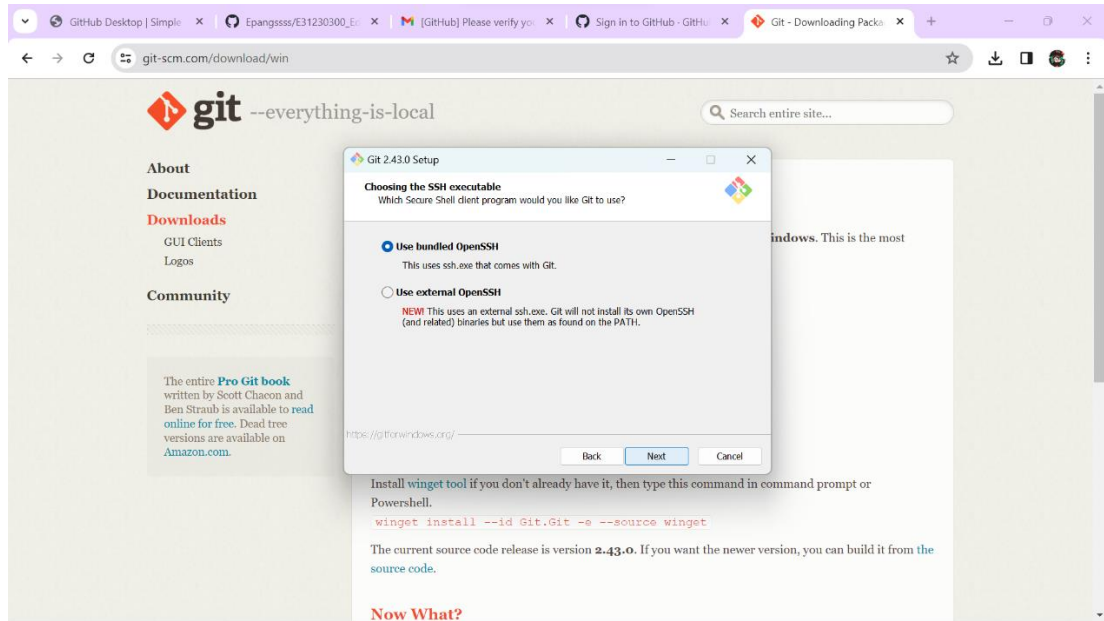 GitHub Desktop | Simple
Epangssss/E31230300_E
[GitHub] Please verify yo
Sign in to GitHub · GitHu
Git - Downloading Packa
git-scm.com/download/win
git --everything-is-local
Search entire site...
About
Documentation
Downloads
GUI Clients
Logos
Community
The entire Pro Git book
written by Scott Chacon and
Ben Straub is available to read
online for free. Dead tree
versions are available on
Amazon.com.
Git 2.43.0 Setup
Choosing the SSH executable
Which Secure Shell client program would you like Git to use?
Use bundled OpenSSH
This uses ssh.exe that comes with Git.
Use external OpenSSH
NEW! This uses an external ssh.exe. Git will not install its own OpenSSH
(and related) binaries but use them as found on the PATH.
https://gitforwindows.org/
Back Next Cancel
indows. This is the most
Install winget tool if you don't already have it, then type this command in command prompt or
Powershell.
winget install --id Git.Git -e --source winget
The current source code release is version 2.43.0. If you want the newer version, you can build it from the
source code.
Now What?